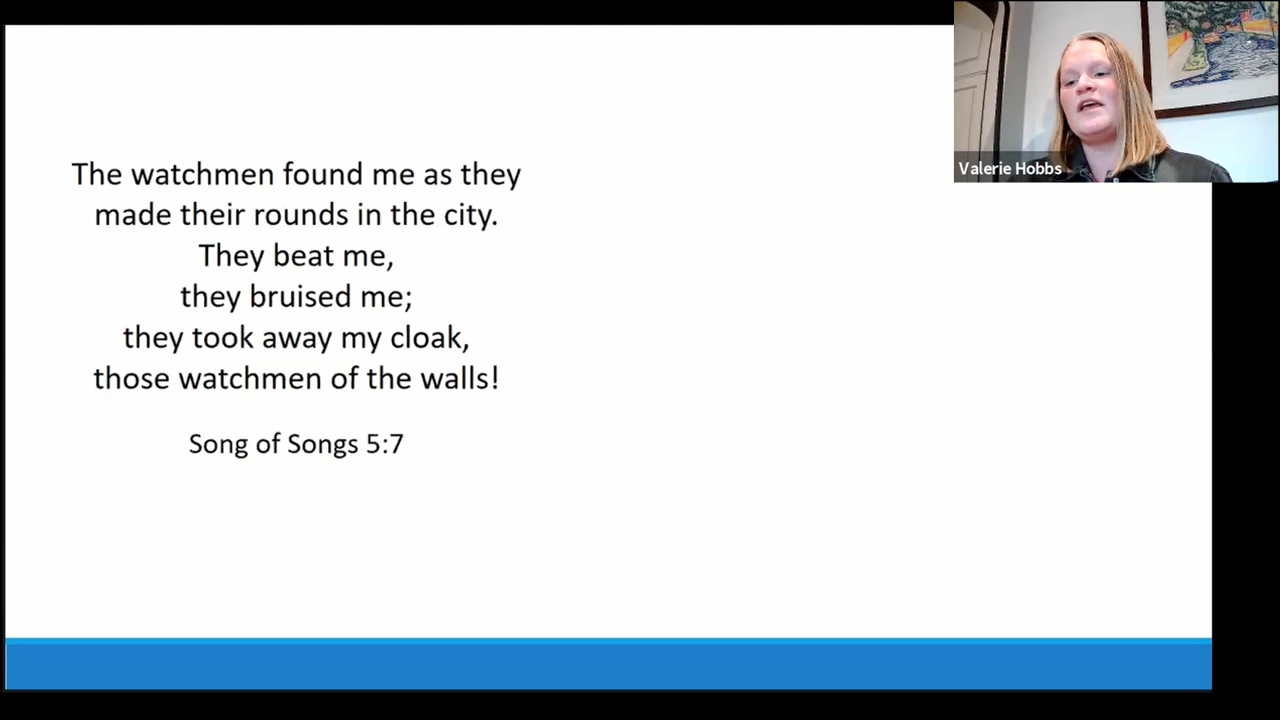 The watchmen found me as they
made their rounds in the city.
They beat me,
they bruised me;
they took away my cloak,
those watchmen of the walls!
Song of Songs 5:7
Valerie Hobbs